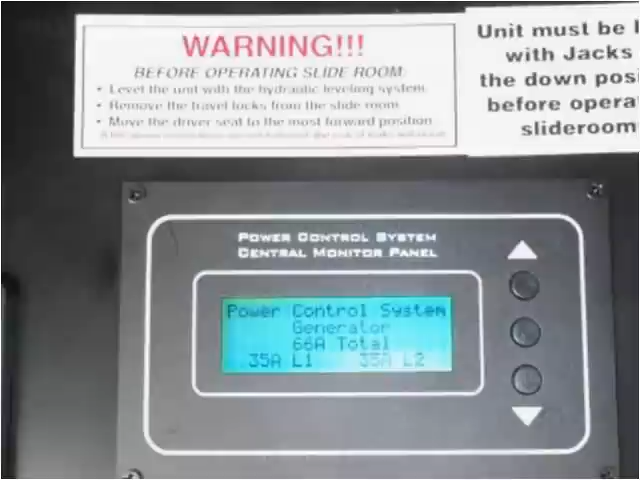 WARNING!!!
BEFORE OPERATING SLIDE ROOM:
• Level the unit with the hydraulic leveling system.
• Remove the travel locks from the slide room.
• Move the driver seat to the most forward position.
Unit must be
with Jacks
the down posi
before opera
slideroom
POWER CONTROL SYSTEM
CENTRAL MONITOR PANEL
Power Control System
Generator
66A Total
35A L1 35A L2